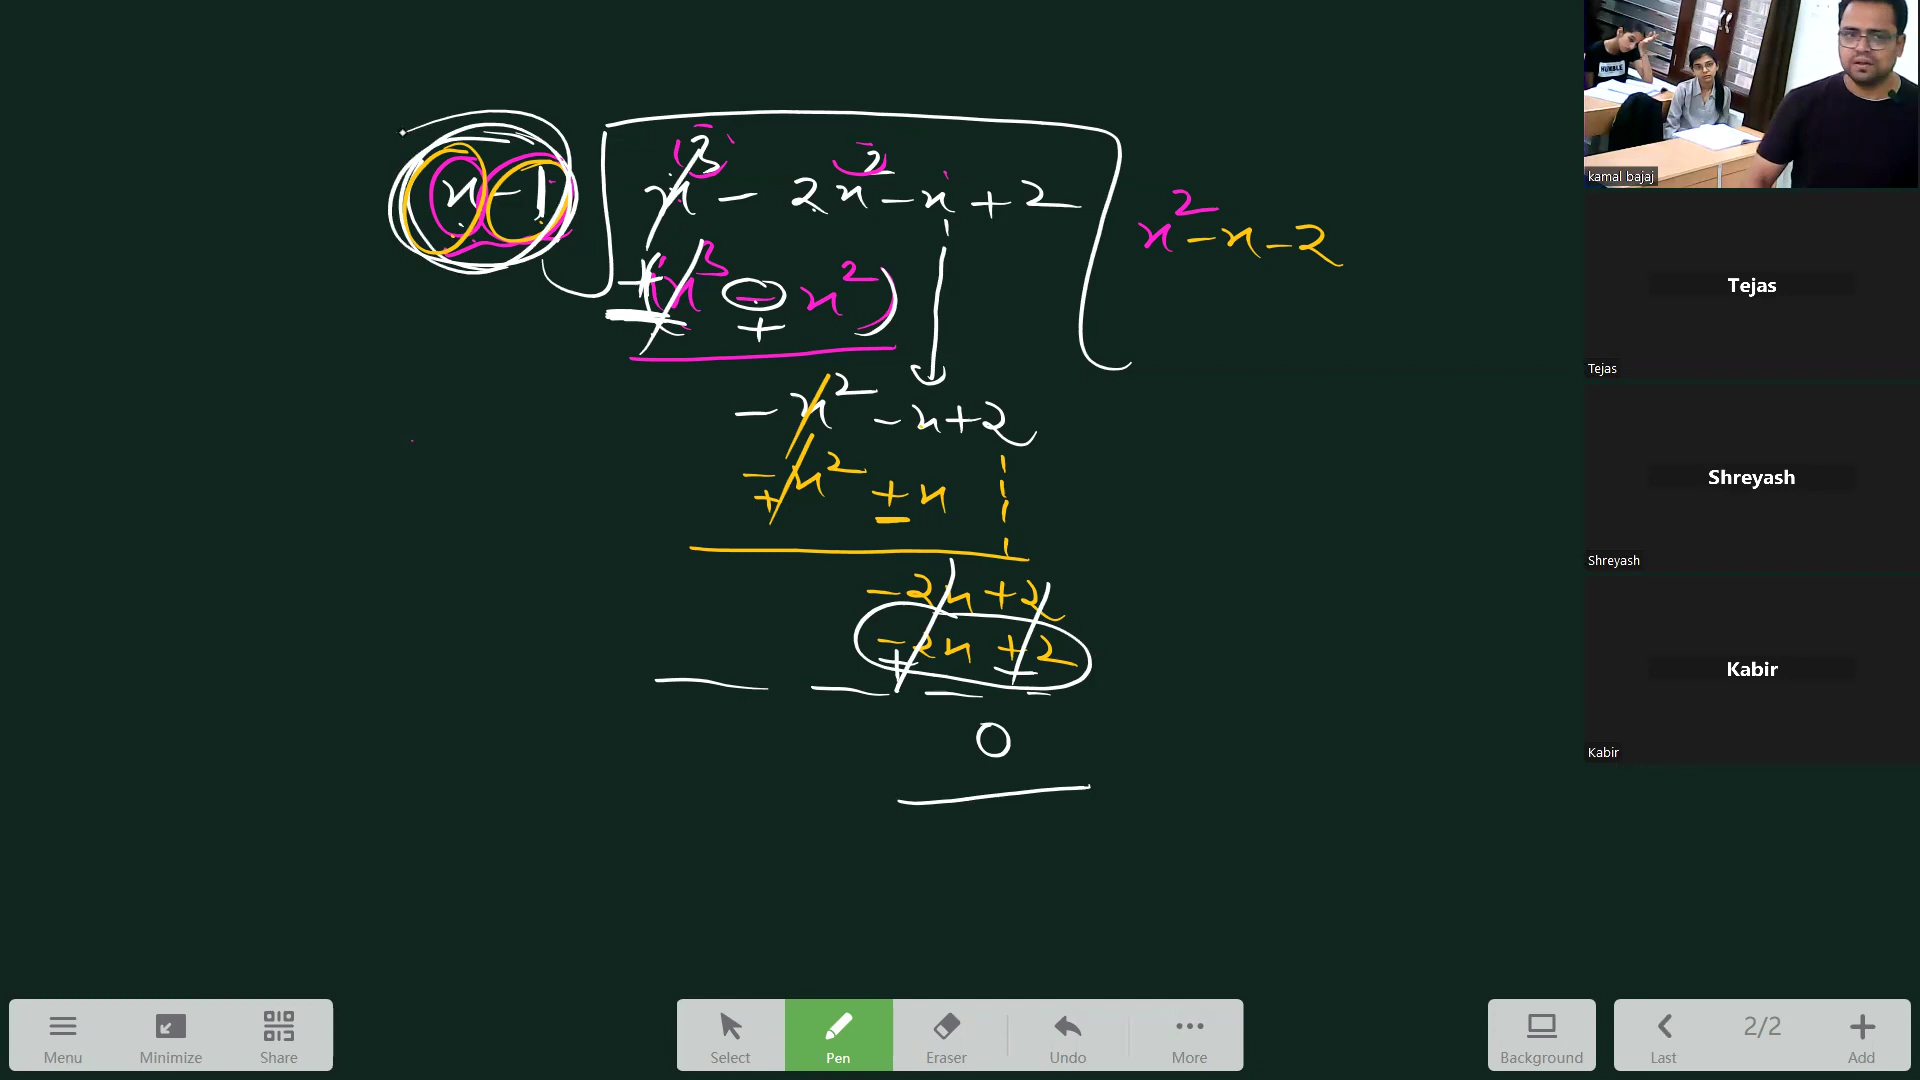 x - 1 ) x³ - 2x² - x + 2 ( x² - x - 2
x³ - x²
+
- x² - x + 2
- x² + x
+ -
- 2x + 2
- 2x + 2
+ -
0
HUMBLE
kamal bajaj
Tejas
Tejas
Shreyash
Shreyash
Kabir
Kabir
Menu Minimize Share Select Pen Eraser Undo More Background Last 2/2 Add